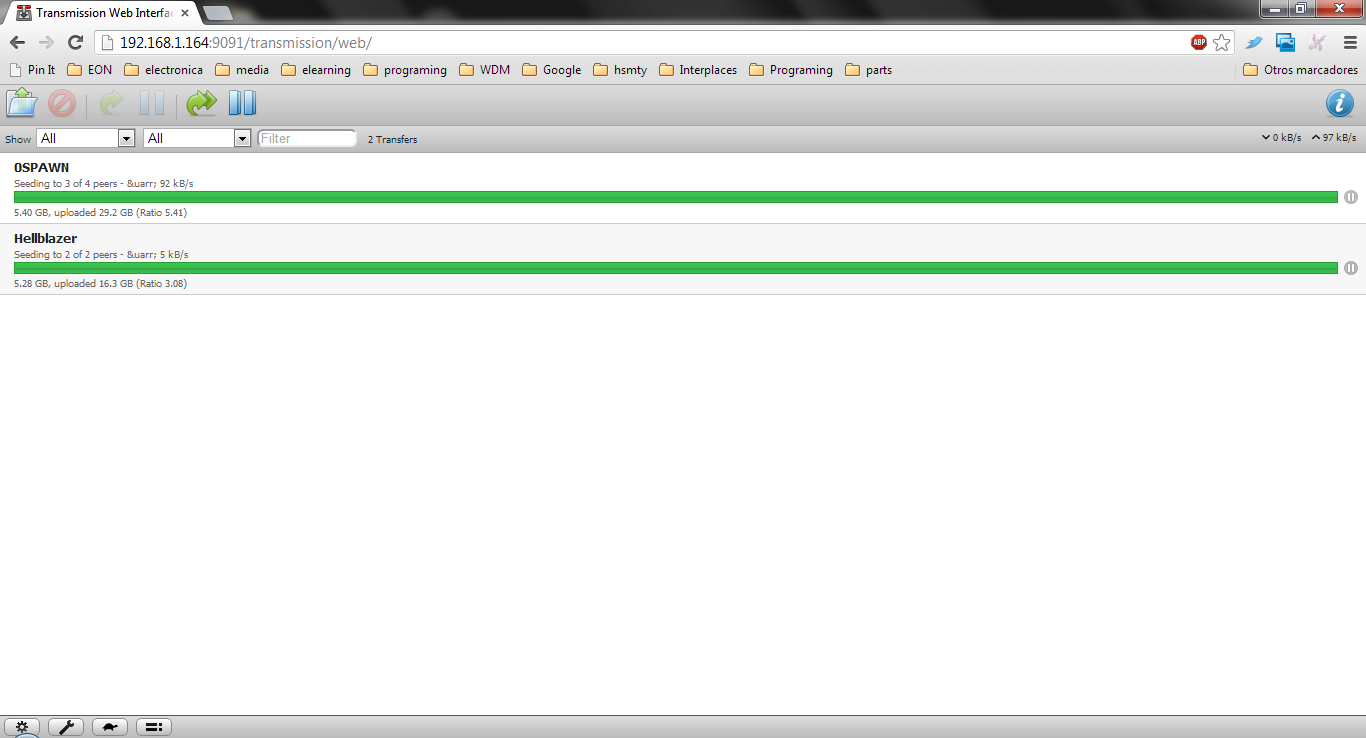 Transmission Web Interfac
192.168.1.164:9091/transmission/web/
ABP
Pin It EON electronica media elearning programing WDM Google hsmty Interplaces Programing parts Otros marcadores
Show All All Filter 2 Transfers 0 kB/s 97 kB/s
0SPAWN
Seeding to 3 of 4 peers - &uarr; 92 kB/s
5.40 GB, uploaded 29.2 GB (Ratio 5.41)
Hellblazer
Seeding to 2 of 2 peers - &uarr; 5 kB/s
5.28 GB, uploaded 16.3 GB (Ratio 3.08)